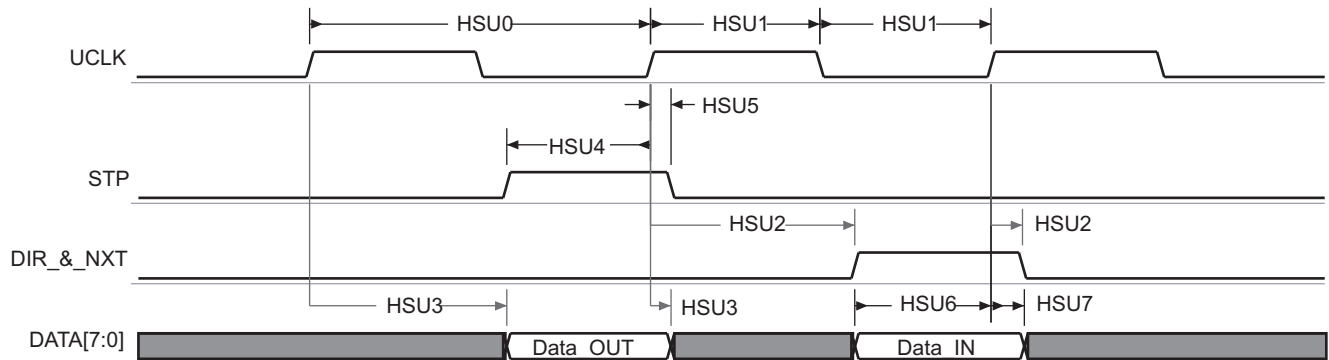 HSU0 HSU1 HSU1
UCLK
HSU5
HSU4
STP
HSU2 HSU2
DIR_&_NXT
HSU3 HSU3 HSU6 HSU7
DATA[7:0] Data_OUT Data_IN